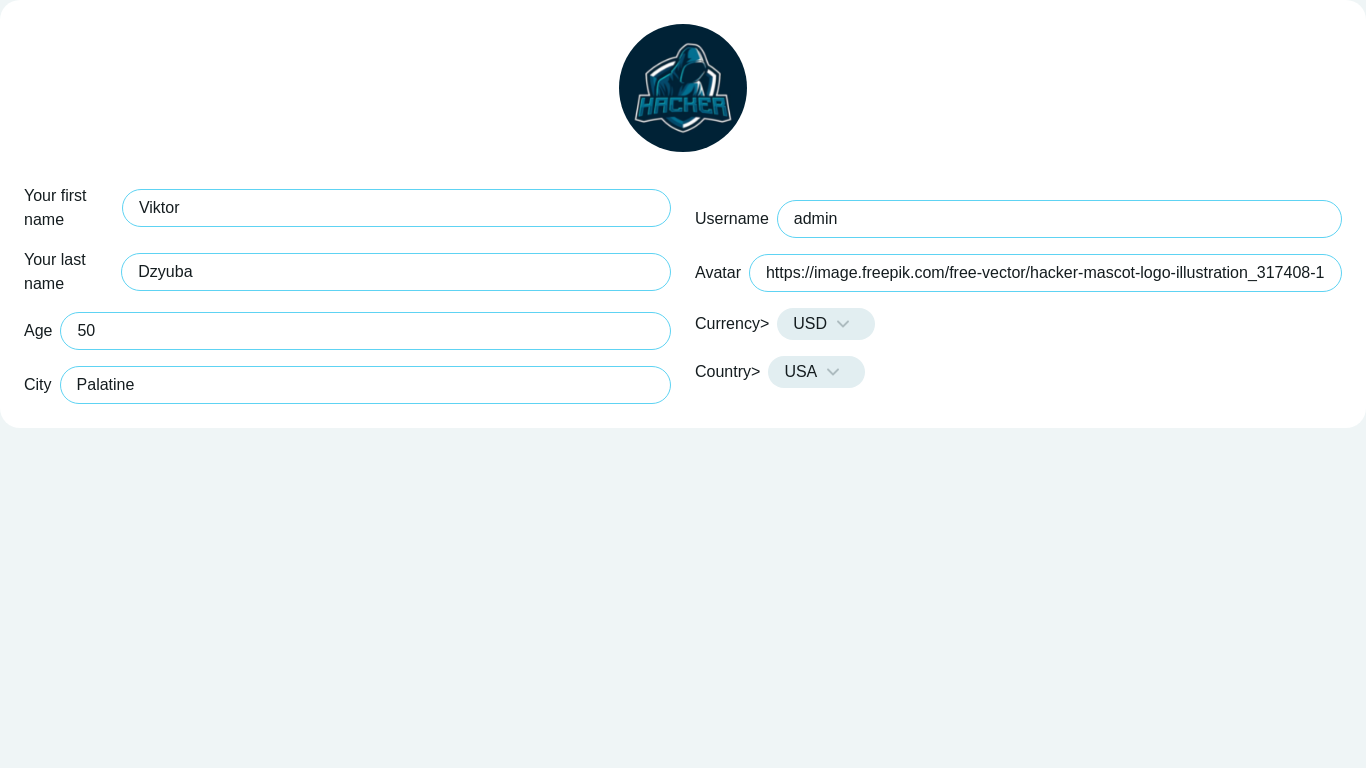 HACKER
Your first
name
Viktor
Your last
name
Dzyuba
Age
50
City
Palatine
Username
admin
Avatar
https://image.freepik.com/free-vector/hacker-mascot-logo-illustration_317408-1
Currency>
USD
Country>
USA